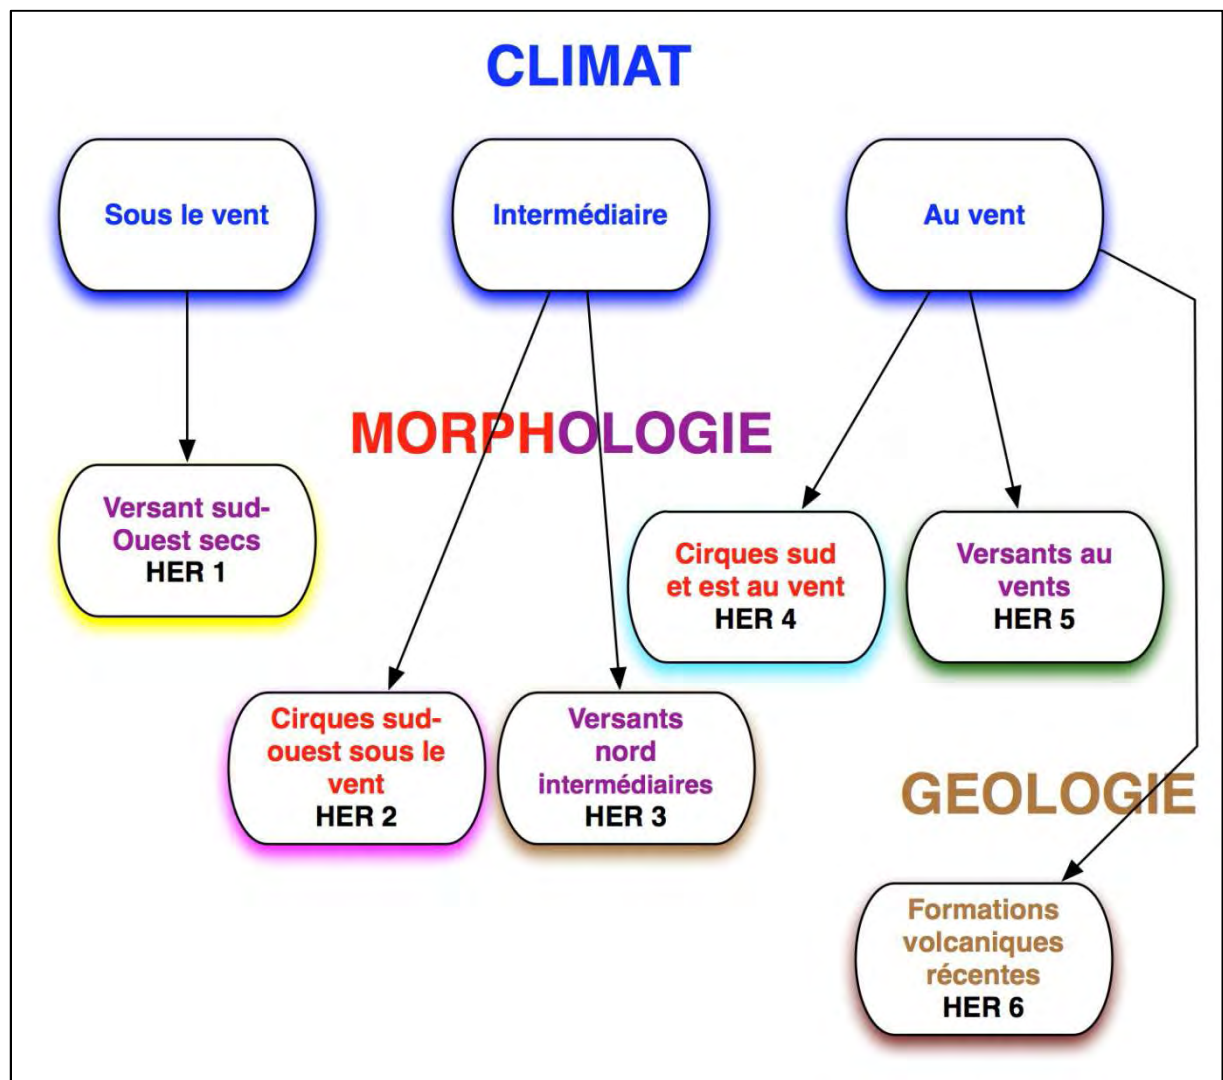 CLIMAT
Sous le vent
Intermédiaire
Au vent
MORPHOLOGIE
Versant sud-
Ouest secs
HER 1
Cirques sud
et est au vent
HER 4
Versants au
vents
HER 5
Cirques sud-
ouest sous le
vent
HER 2
Versants
nord
intermédiaires
HER 3
GEOLOGIE
Formations
volcaniques
récentes
HER 6